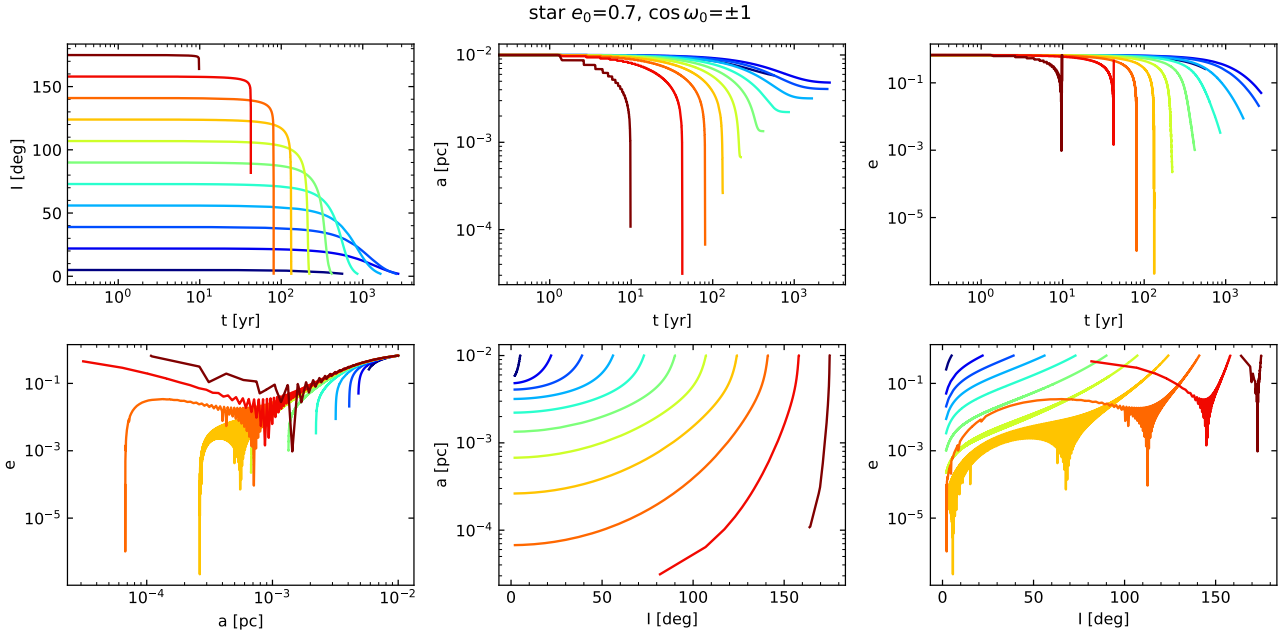 star e₀=0.7, cos ω₀=±1
I [deg]
150
100
50
0
10⁰ 10¹ 10² 10³
t [yr]
a [pc]
10⁻²
10⁻³
10⁻⁴
10⁰ 10¹ 10² 10³
t [yr]
e
10⁻¹
10⁻³
10⁻⁵
10⁰ 10¹ 10² 10³
t [yr]
e
10⁻¹
10⁻³
10⁻⁵
10⁻⁴ 10⁻³ 10⁻²
a [pc]
a [pc]
10⁻²
10⁻³
10⁻⁴
0 50 100 150
I [deg]
e
10⁻¹
10⁻³
10⁻⁵
0 50 100 150
I [deg]